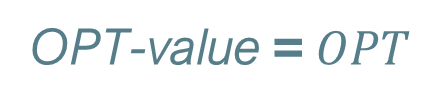 OPT-value = OPT